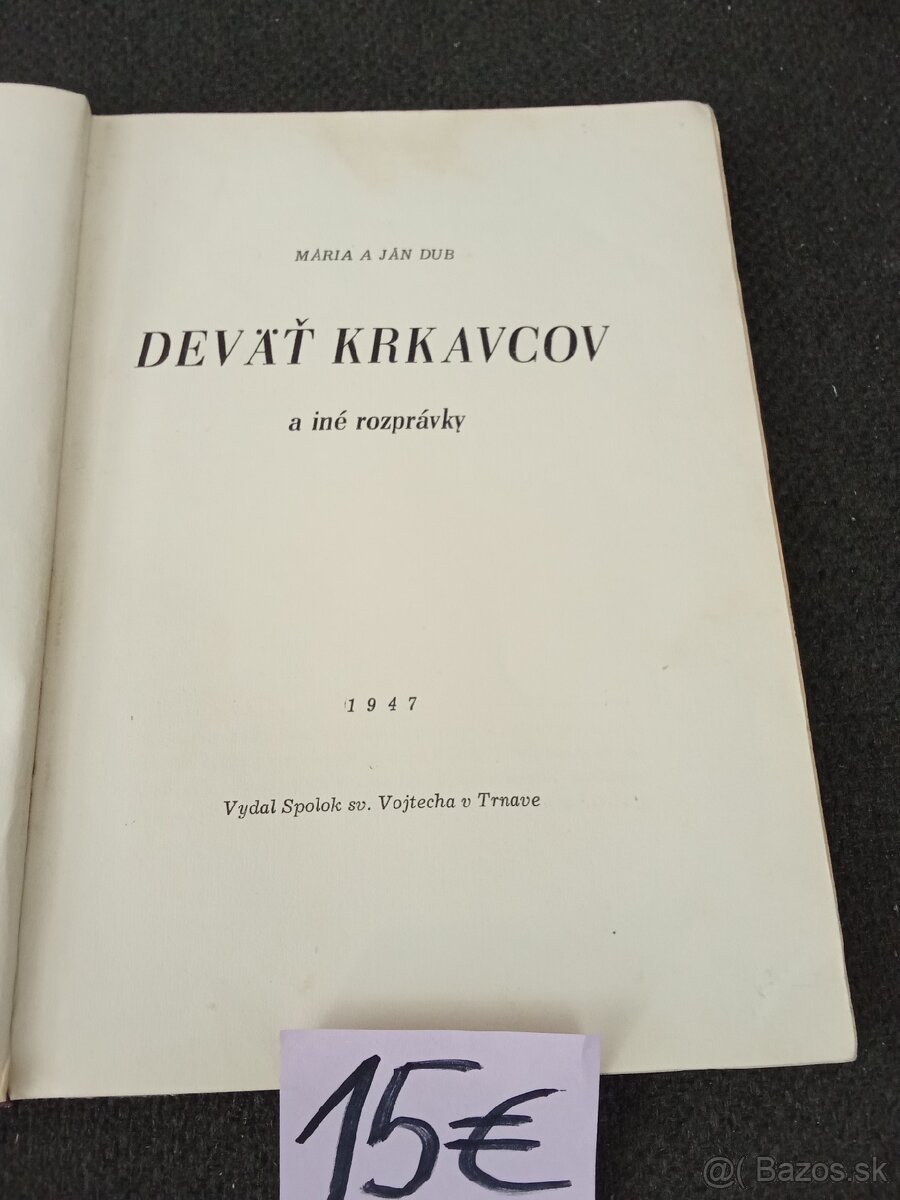 MÁRIA A JÁN DUB
DEVÄŤ KRKAVCOV
a iné rozprávky
1947
Vydal Spolok sv. Vojtecha v Trnave
15€
@( Bazos.sk